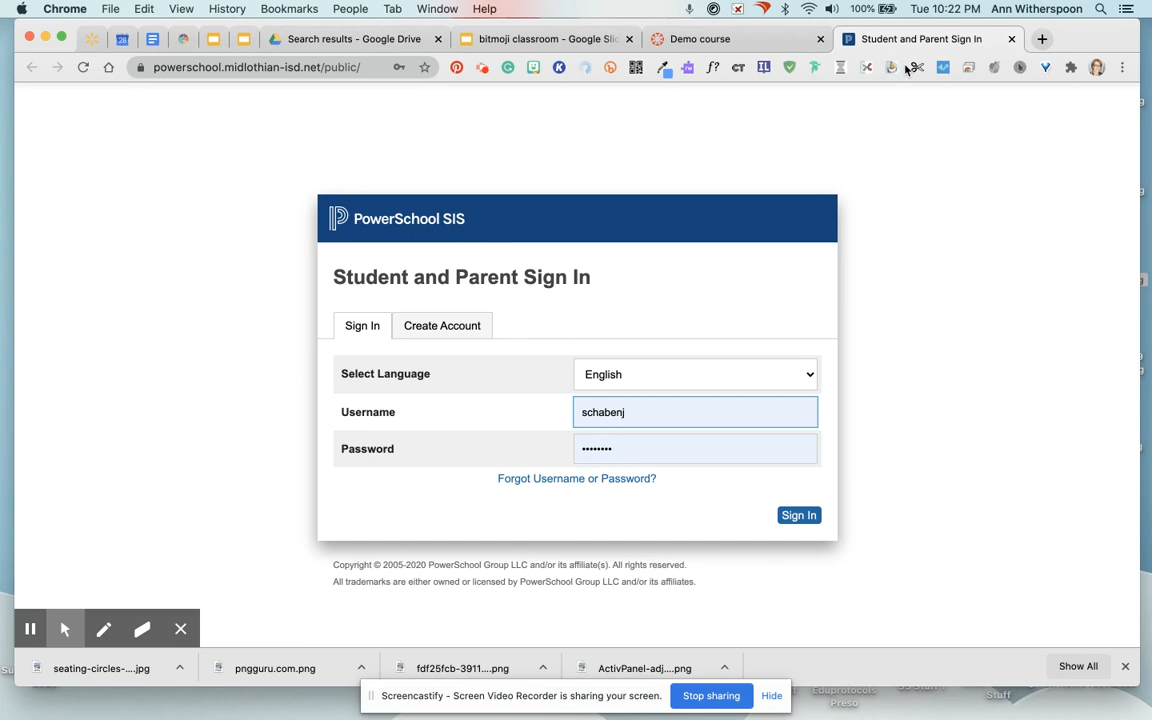 Chrome File Edit View History Bookmarks People Tab Window Help 100% Tue 10:22 PM Ann Witherspoon
Search results - Google Drive bitmoji classroom - Google Slic Demo course Student and Parent Sign In
powerschool.midlothian-isd.net/public/
PowerSchool SIS
Student and Parent Sign In
Sign In Create Account
Select Language English
Username schabenj
Password ••••••••
Forgot Username or Password?
Sign In
Copyright © 2005-2020 PowerSchool Group LLC and/or its affiliate(s). All rights reserved.
All trademarks are either owned or licensed by PowerSchool Group LLC and/or its affiliates.
seating-circles-....jpg pngguru.com.png fdf25fcb-3911....png ActivPanel-adj....png Show All
Screencastify - Screen Video Recorder is sharing your screen. Stop sharing Hide
Eduprotocols
Preso
Stuff